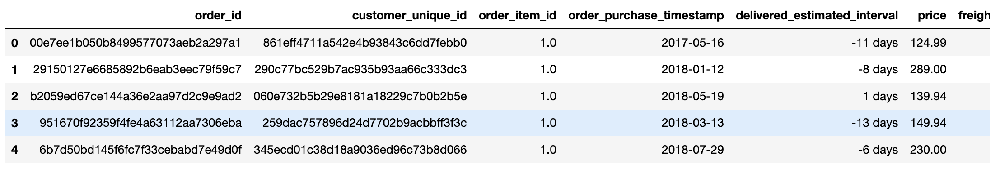 order_id customer_unique_id order_item_id order_purchase_timestamp delivered_estimated_interval price freigh
0 00e7ee1b050b8499577073aeb2a297a1 861eff4711a542e4b93843c6dd7febb0 1.0 2017-05-16 -11 days 124.99
1 29150127e6685892b6eab3eec79f59c7 290c77bc529b7ac935b93aa66c333dc3 1.0 2018-01-12 -8 days 289.00
2 b2059ed67ce144a36e2aa97d2c9e9ad2 060e732b5b29e8181a18229c7b0b2b5e 1.0 2018-05-19 1 days 139.94
3 951670f92359f4fe4a63112aa7306eba 259dac757896d24d7702b9acbbff3f3c 1.0 2018-03-13 -13 days 149.94
4 6b7d50bd145f6fc7f33cebabd7e49d0f 345ecd01c38d18a9036ed96c73b8d066 1.0 2018-07-29 -6 days 230.00